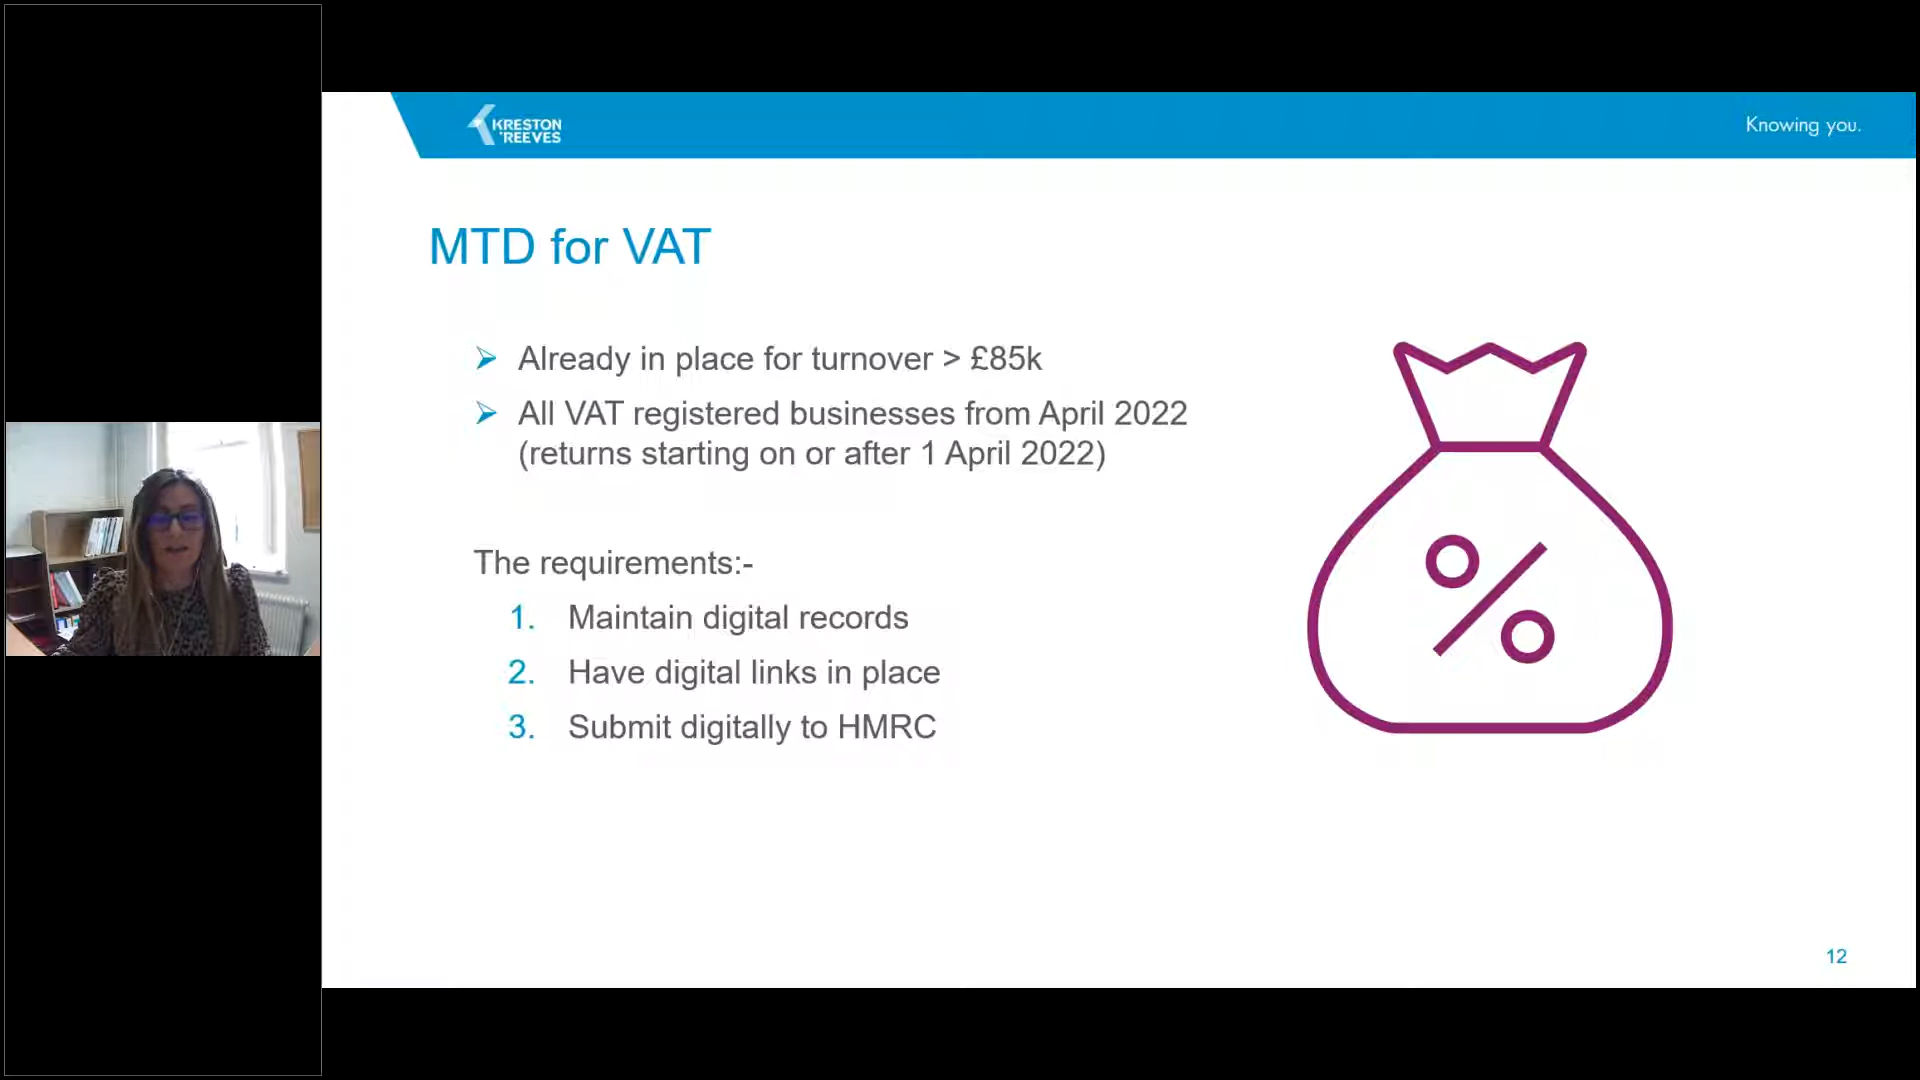 KRESTON
REEVES
Knowing you.
MTD for VAT
➢ Already in place for turnover > £85k
➢ All VAT registered businesses from April 2022
(returns starting on or after 1 April 2022)
The requirements:-
1. Maintain digital records
2. Have digital links in place
3. Submit digitally to HMRC
%
12